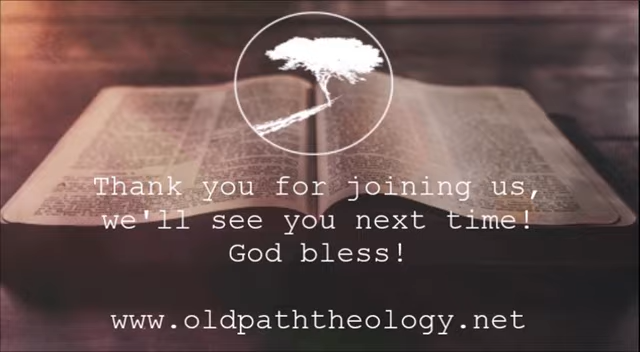 Thank you for joining us,
we'll see you next time!
God bless!
www.oldpaththeology.net